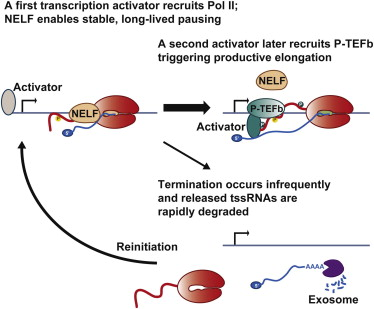 A first transcription activator recruits Pol II;
NELF enables stable, long-lived pausing
A second activator later recruits P-TEFb
triggering productive elongation
Activator
NELF
NELF
P-TEFb
Activator
Termination occurs infrequently
and released tssRNAs are
rapidly degraded
Reinitiation
AAAA
Exosome